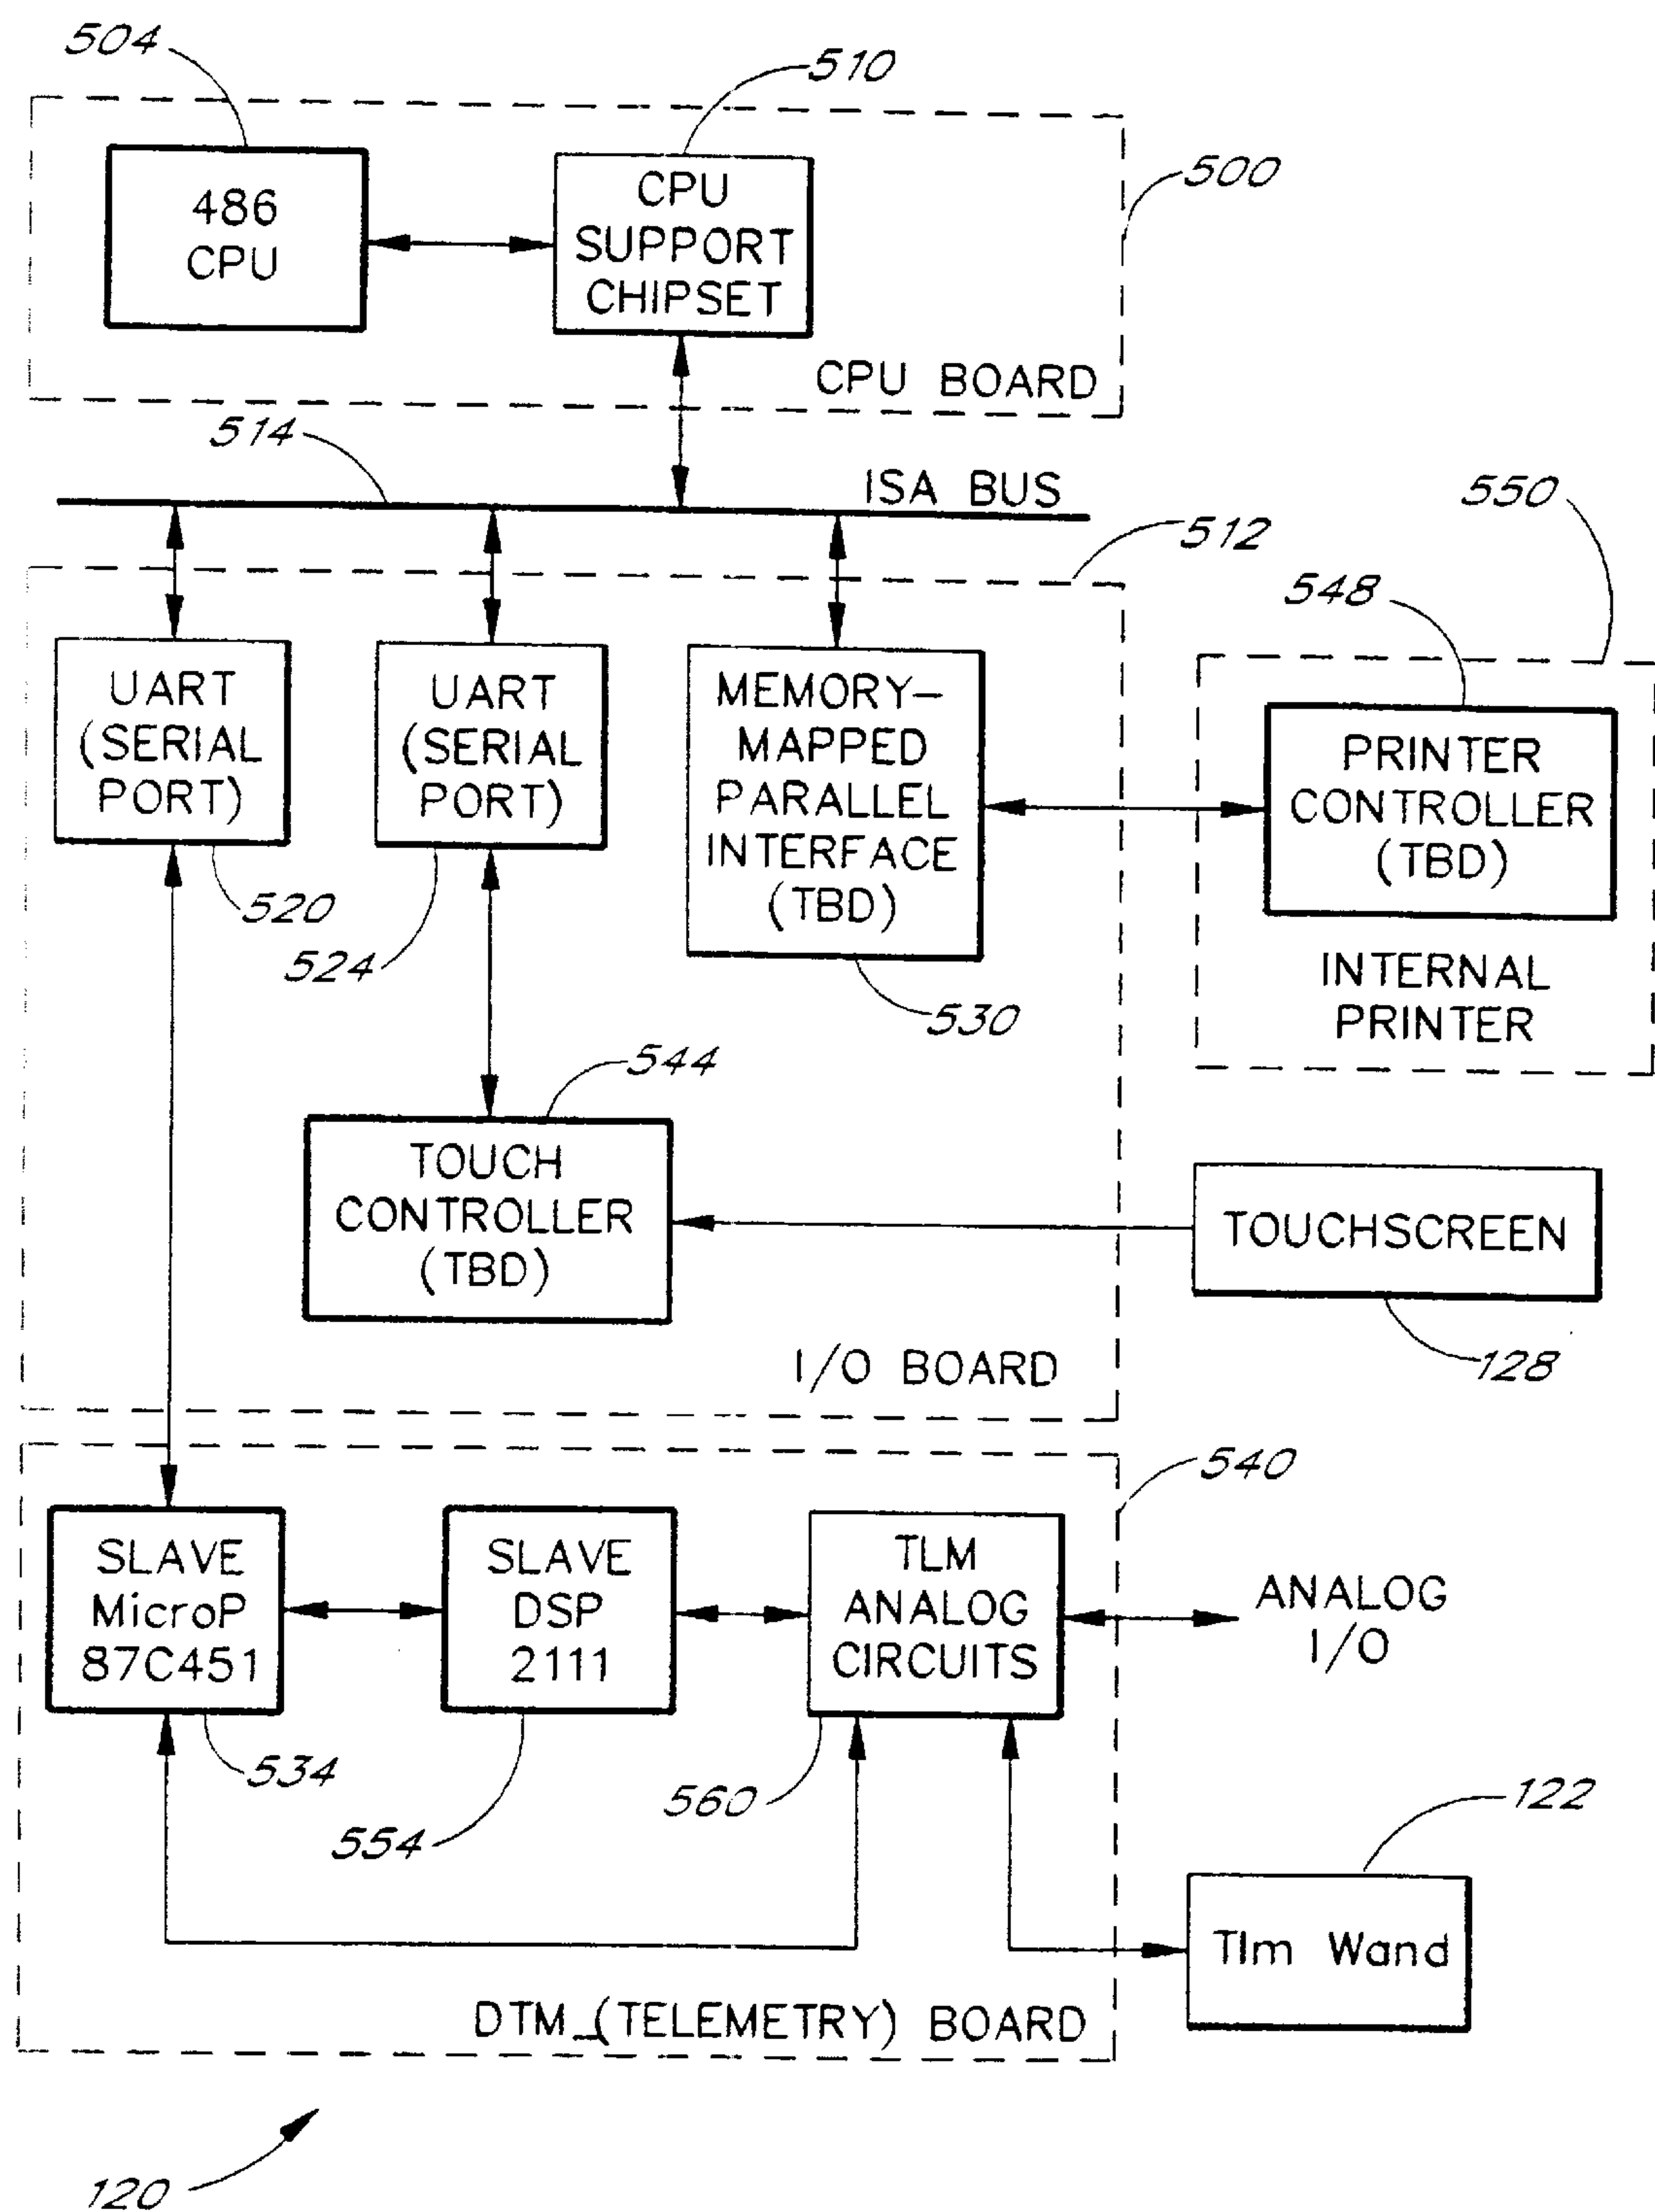 504
510
500
486
CPU
CPU
SUPPORT
CHIPSET
CPU BOARD
514
ISA BUS
550
512
548
UART
(SERIAL
PORT)
UART
(SERIAL
PORT)
MEMORY-
MAPPED
PARALLEL
INTERFACE
(TBD)
PRINTER
CONTROLLER
(TBD)
520
524
530
INTERNAL
PRINTER
544
TOUCH
CONTROLLER
(TBD)
TOUCHSCREEN
128
I/O BOARD
540
SLAVE
MicroP
87C451
SLAVE
DSP
2111
TLM
ANALOG
CIRCUITS
ANALOG
I/O
534
554
560
122
Tlm Wand
DTM_(TELEMETRY) BOARD
120